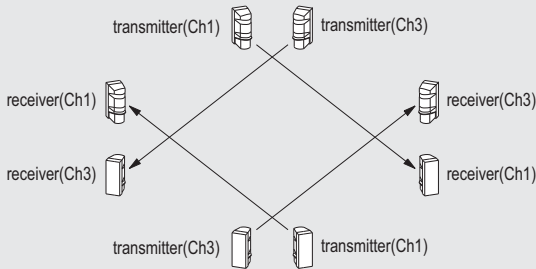 transmitter(Ch1) transmitter(Ch3)
receiver(Ch1) receiver(Ch3)
receiver(Ch3) receiver(Ch1)
transmitter(Ch3) transmitter(Ch1)